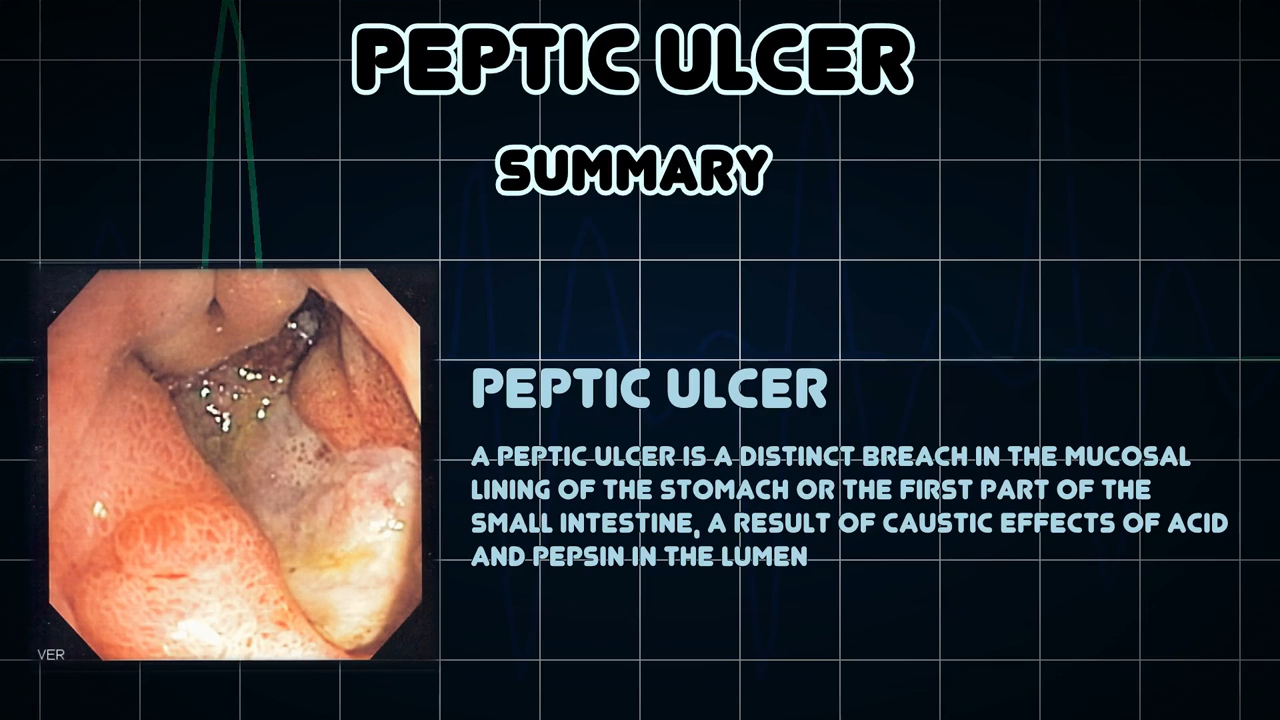 PEPTIC ULCER
SUMMARY
PEPTIC ULCER
A PEPTIC ULCER IS A DISTINCT BREACH IN THE MUCOSAL
LINING OF THE STOMACH OR THE FIRST PART OF THE
SMALL INTESTINE, A RESULT OF CAUSTIC EFFECTS OF ACID
AND PEPSIN IN THE LUMEN
VER